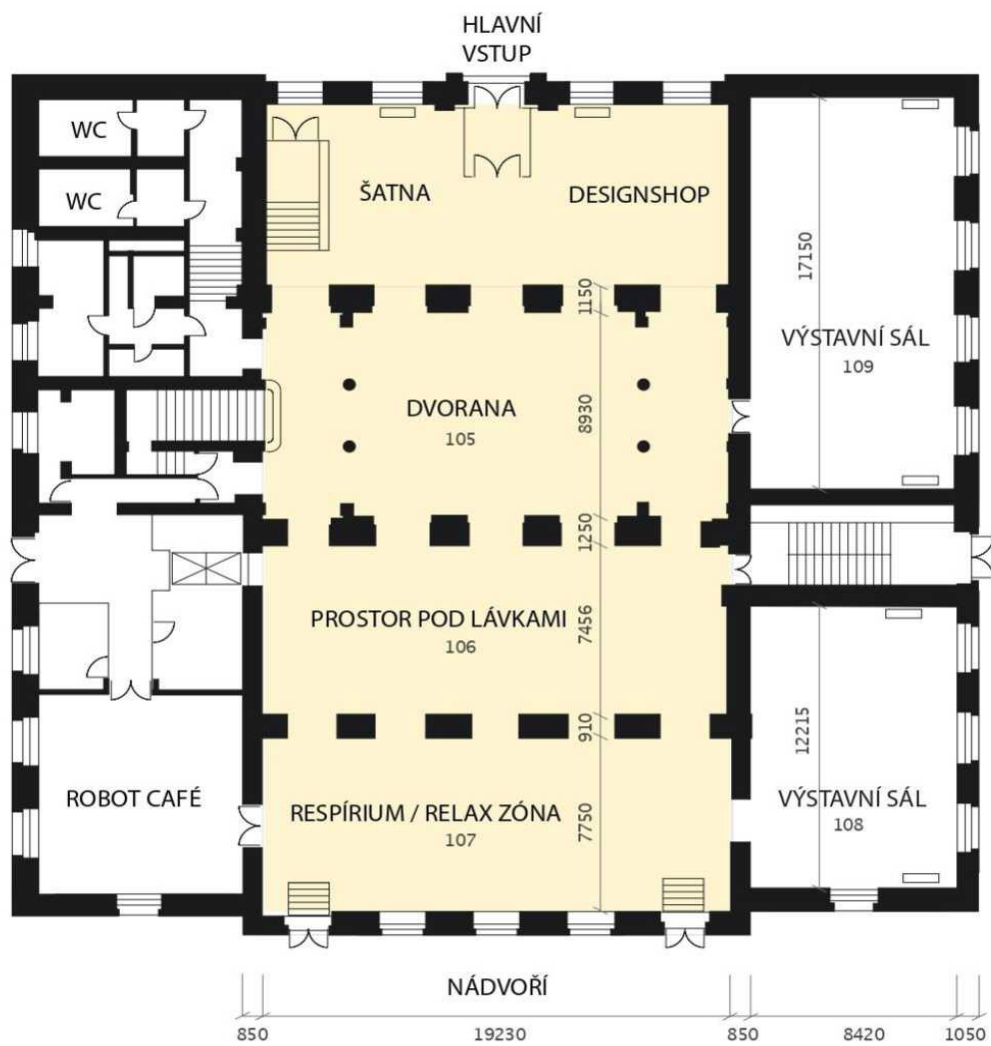 HLAVNÍ
VSTUP
WC
WC
ŠATNA
DESIGNSHOP
17150
1150
VÝSTAVNÍ SÁL
109
DVORANA
105
8930
1250
PROSTOR POD LÁVKAMI
106
7456
12215
910
ROBOT CAFÉ
RESPÍRIUM / RELAX ZÓNA
107
7750
VÝSTAVNÍ SÁL
108
NÁDVOŘÍ
850
19230
850
8420
1050